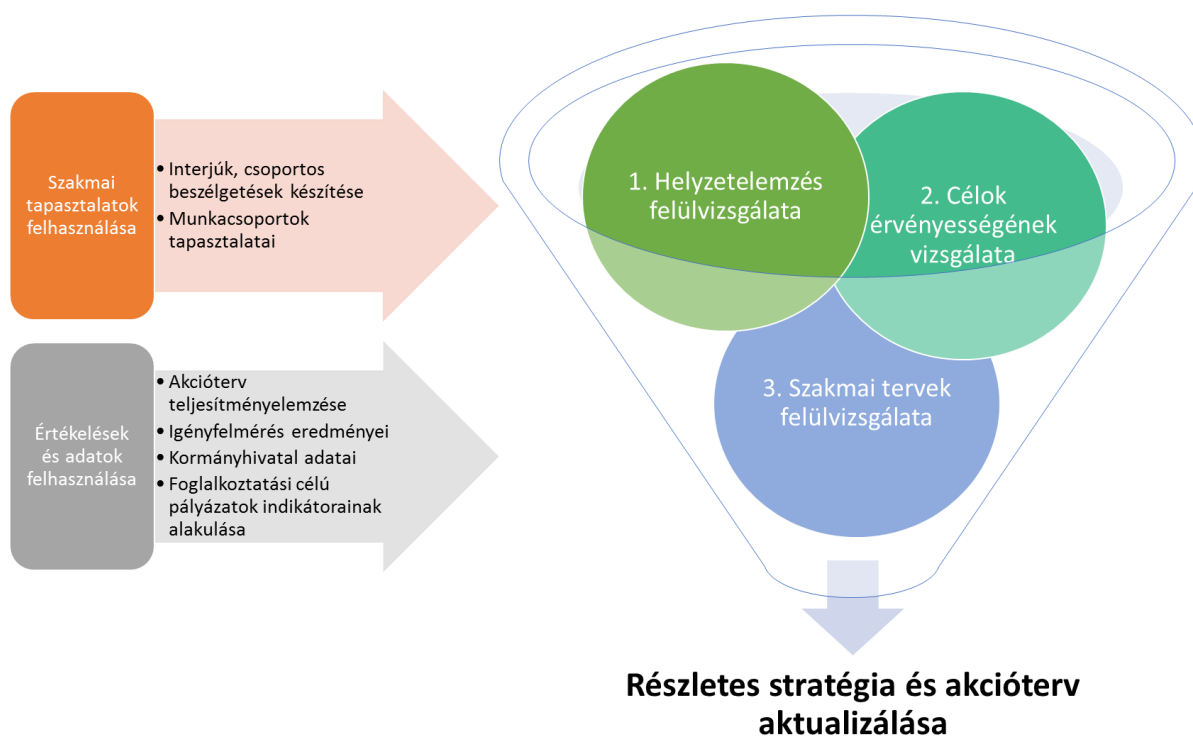 Szakmai
tapasztalatok
felhasználása
• Interjúk, csoportos
beszélgetések készítése
• Munkacsoportok
tapasztalatai
Értékelések
és adatok
felhasználása
• Akcióterv
teljesítményelemzése
• Igényfelmérés eredményei
• Kormányhivatal adatai
• Foglalkoztatási célú
pályázatok indikátorainak
alakulása
1. Helyzetelemzés
felülvizsgálata
2. Célok
érvényességének
vizsgálata
3. Szakmai tervek
felülvizsgálata
Részletes stratégia és akcióterv
aktualizálása